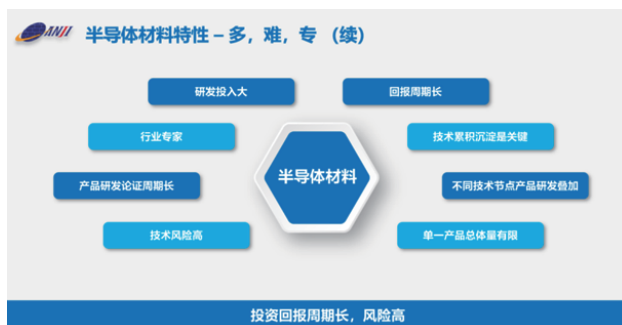 ANJI 半导体材料特性 – 多，难，专 （续）
研发投入大
回报周期长
行业专家
技术累积沉淀是关键
半导体材料
产品研发论证周期长
不同技术节点产品研发叠加
技术风险高
单一产品总体量有限
投资回报周期长，风险高